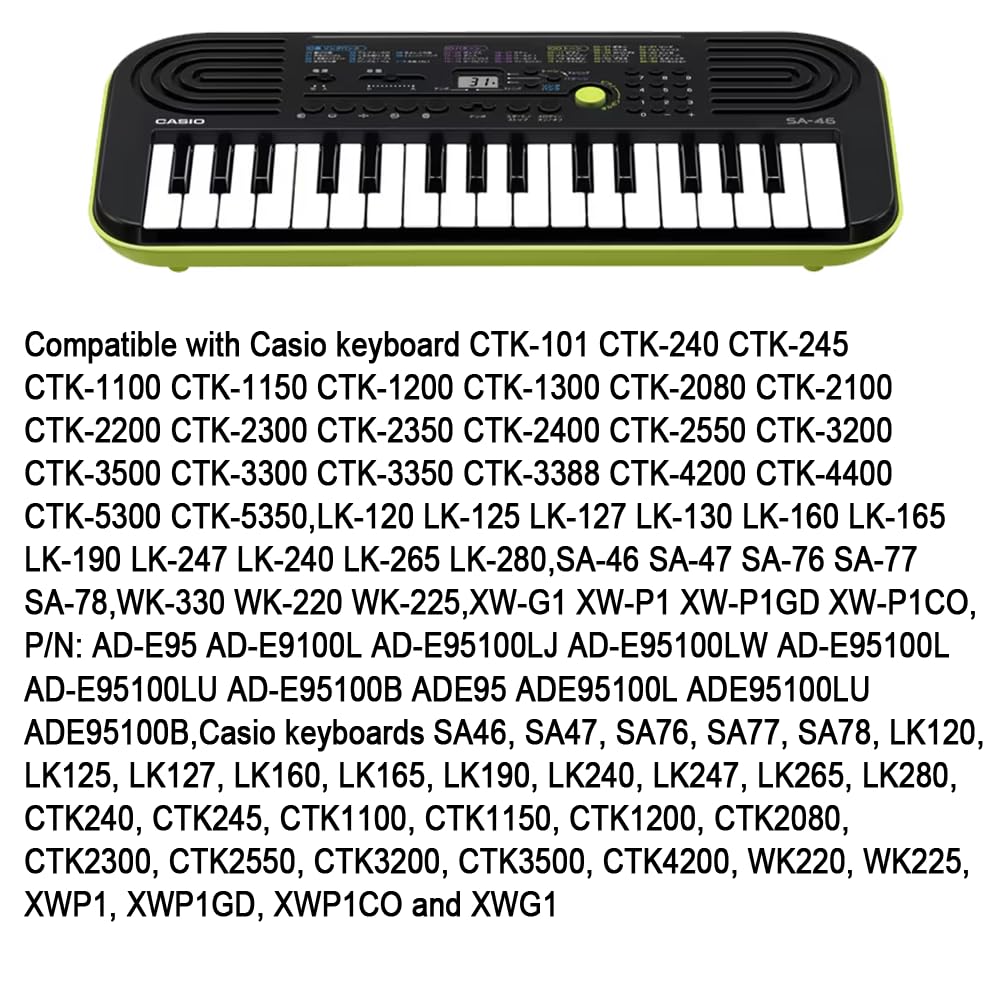 CASIO
31
SA-46
Compatible with Casio keyboard CTK-101 CTK-240 CTK-245
CTK-1100 CTK-1150 CTK-1200 CTK-1300 CTK-2080 CTK-2100
CTK-2200 CTK-2300 CTK-2350 CTK-2400 CTK-2550 CTK-3200
CTK-3500 CTK-3300 CTK-3350 CTK-3388 CTK-4200 CTK-4400
CTK-5300 CTK-5350,LK-120 LK-125 LK-127 LK-130 LK-160 LK-165
LK-190 LK-247 LK-240 LK-265 LK-280,SA-46 SA-47 SA-76 SA-77
SA-78,WK-330 WK-220 WK-225,XW-G1 XW-P1 XW-P1GD XW-P1CO,
P/N: AD-E95 AD-E9100L AD-E95100LJ AD-E95100LW AD-E95100L
AD-E95100LU AD-E95100B ADE95 ADE95100L ADE95100LU
ADE95100B,Casio keyboards SA46, SA47, SA76, SA77, SA78, LK120,
LK125, LK127, LK160, LK165, LK190, LK240, LK247, LK265, LK280,
CTK240, CTK245, CTK1100, CTK1150, CTK1200, CTK2080,
CTK2300, CTK2550, CTK3200, CTK3500, CTK4200, WK220, WK225,
XWP1, XWP1GD, XWP1CO and XWG1